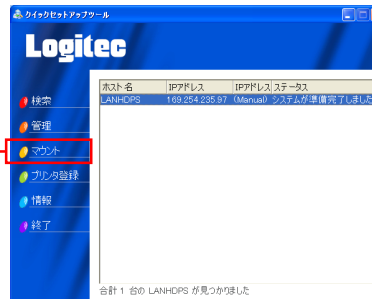 クイックセットアップツール
Logitec
ホスト名 IPアドレス IPアドレス ステータス
LANHDPS 169.254.235.97 (Manual) システムが準備完了しました
検索
管理
マウント
プリンタ登録
情報
終了
合計 1 台の LANHDPS が見つかりました